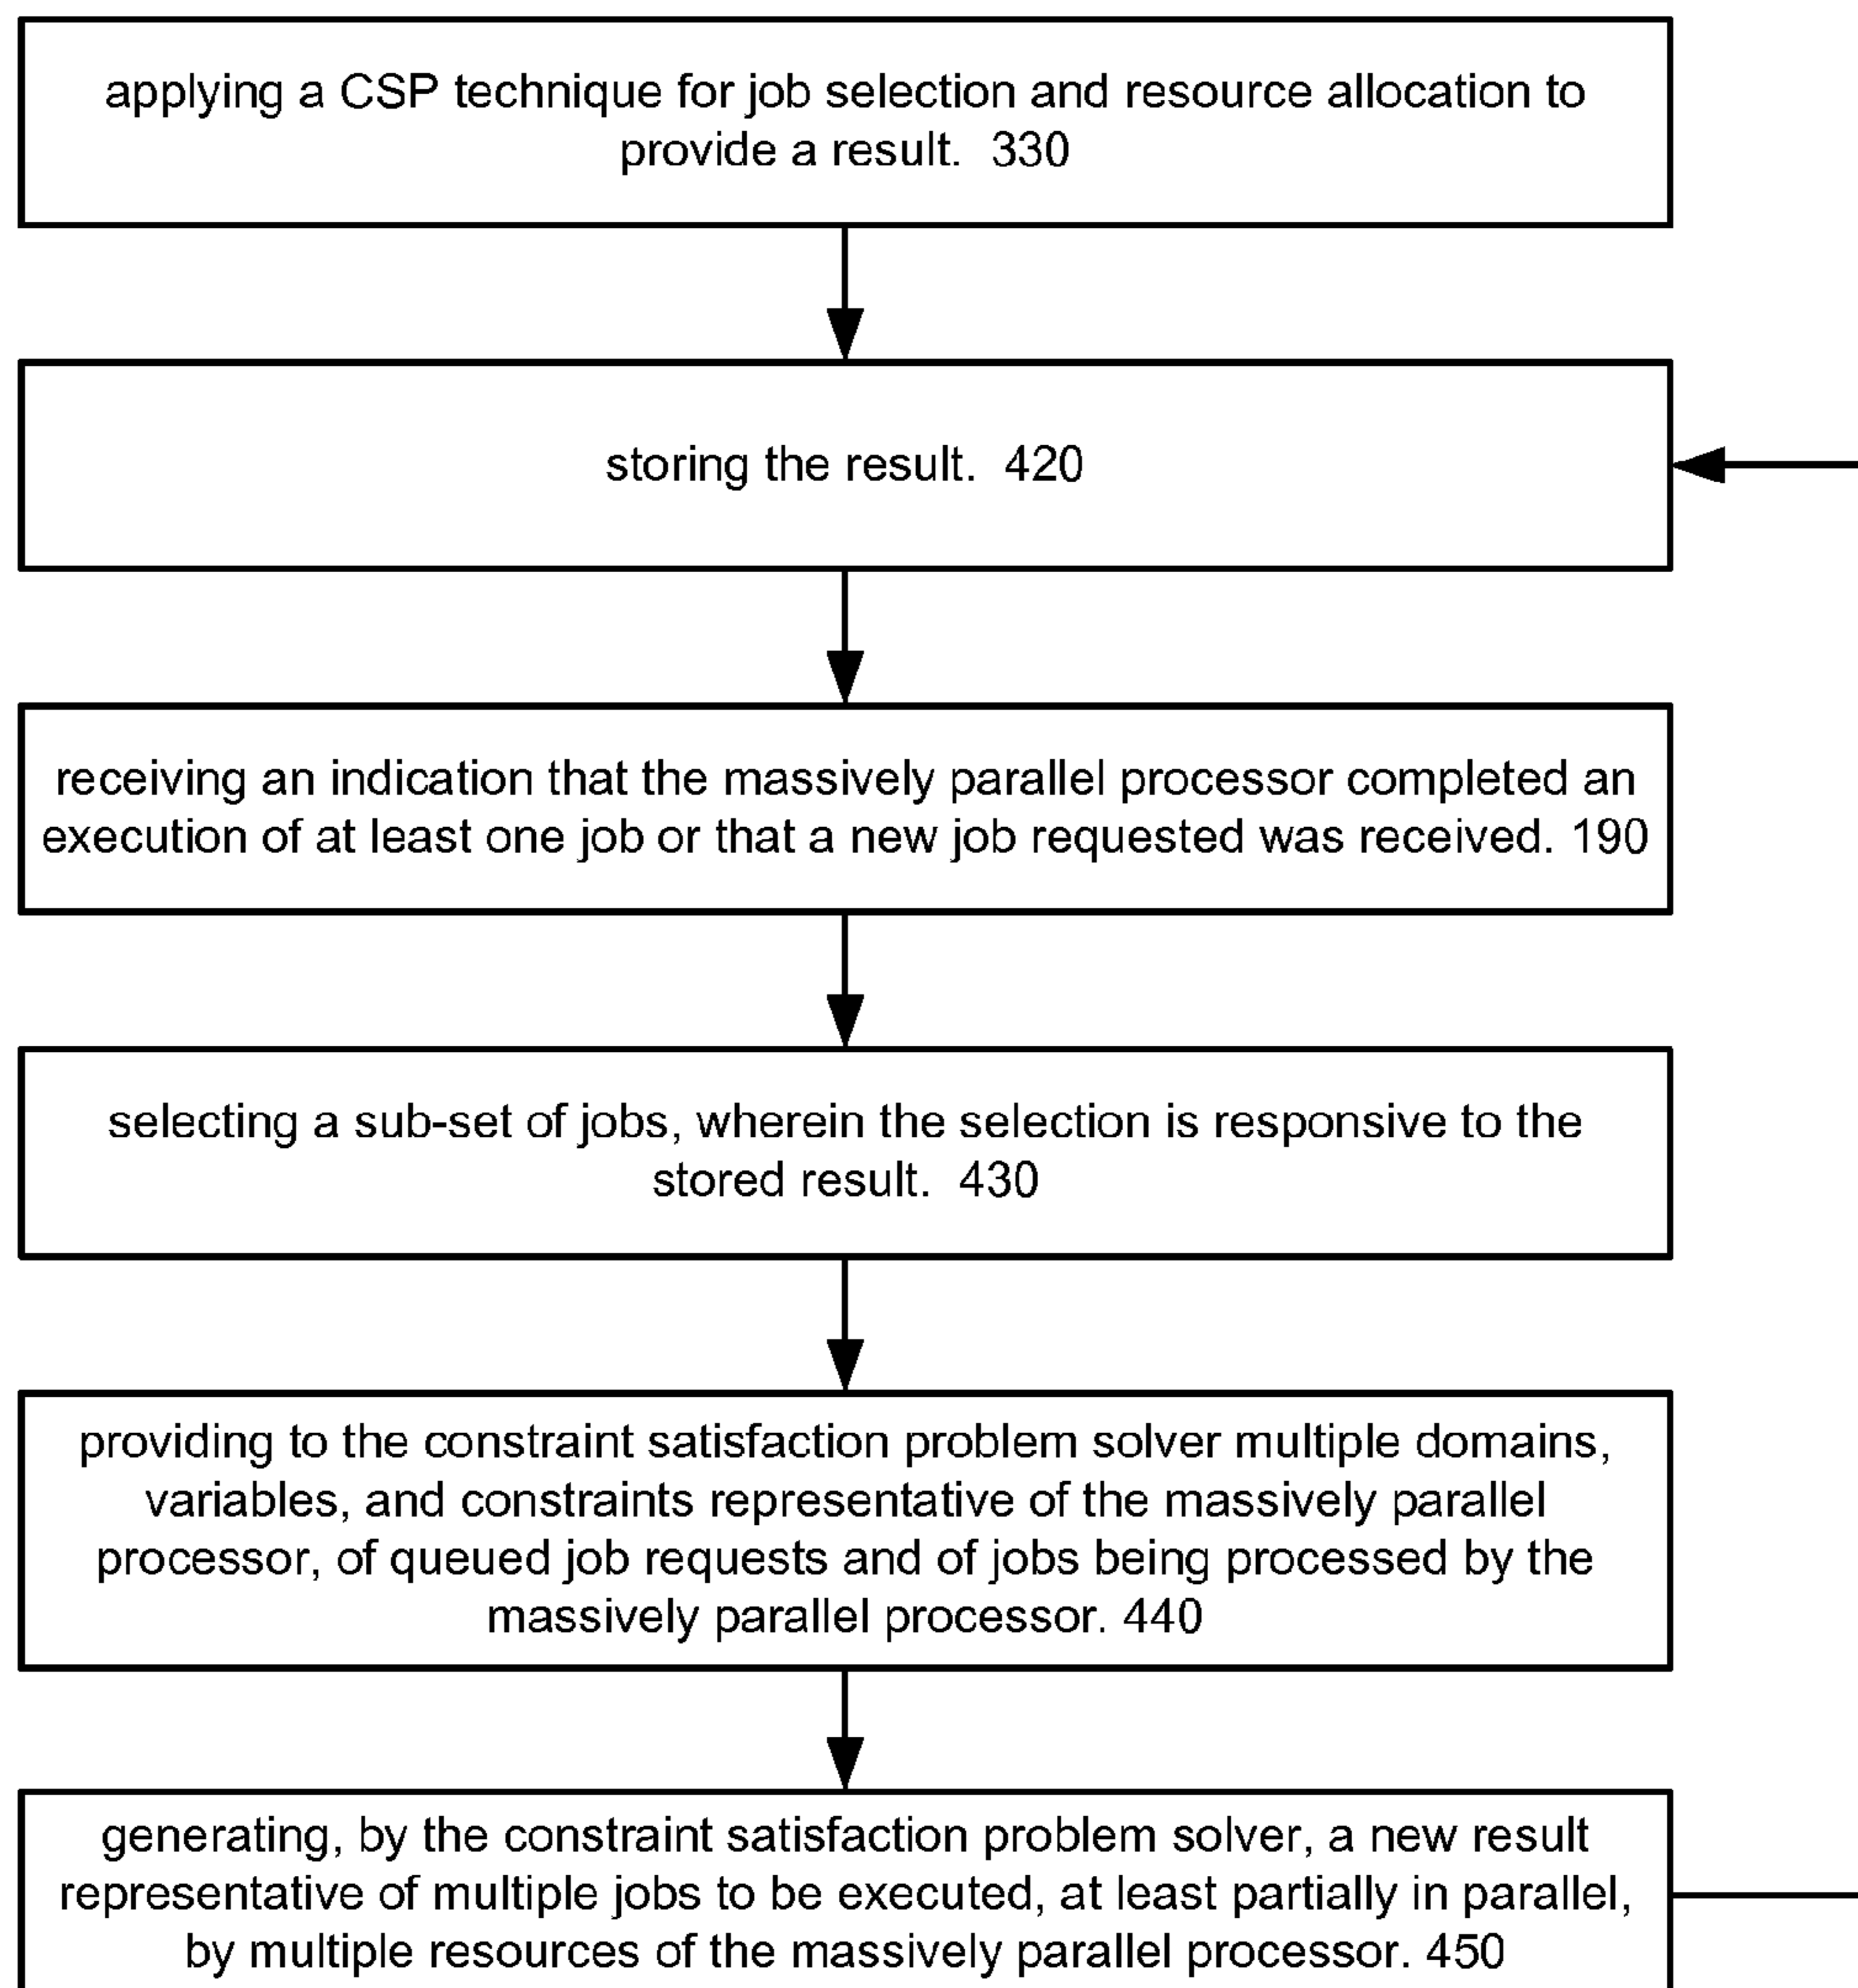 applying a CSP technique for job selection and resource allocation to
provide a result. 330
storing the result. 420
receiving an indication that the massively parallel processor completed an
execution of at least one job or that a new job requested was received. 190
selecting a sub-set of jobs, wherein the selection is responsive to the
stored result. 430
providing to the constraint satisfaction problem solver multiple domains,
variables, and constraints representative of the massively parallel
processor, of queued job requests and of jobs being processed by the
massively parallel processor. 440
generating, by the constraint satisfaction problem solver, a new result
representative of multiple jobs to be executed, at least partially in parallel,
by multiple resources of the massively parallel processor. 450